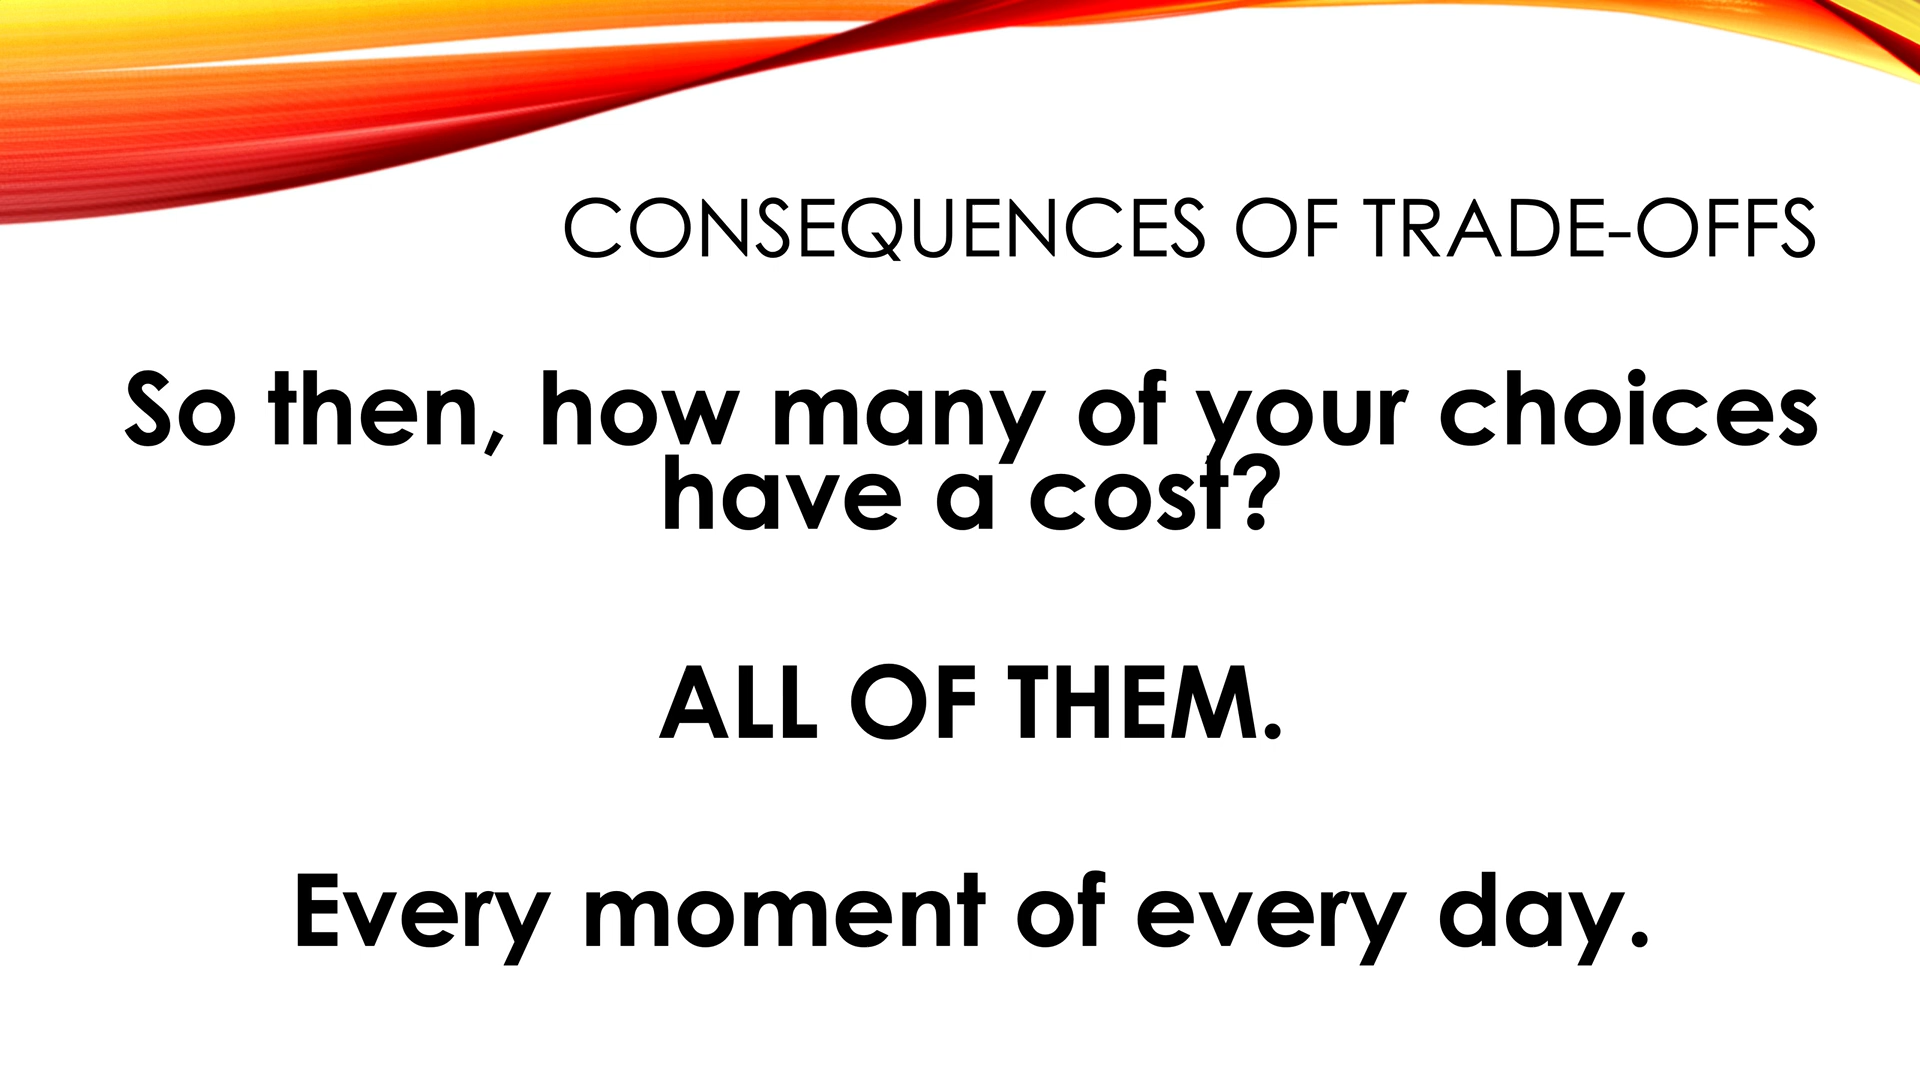 CONSEQUENCES OF TRADE-OFFS
So then, how many of your choices
have a cost?
ALL OF THEM.
Every moment of every day.